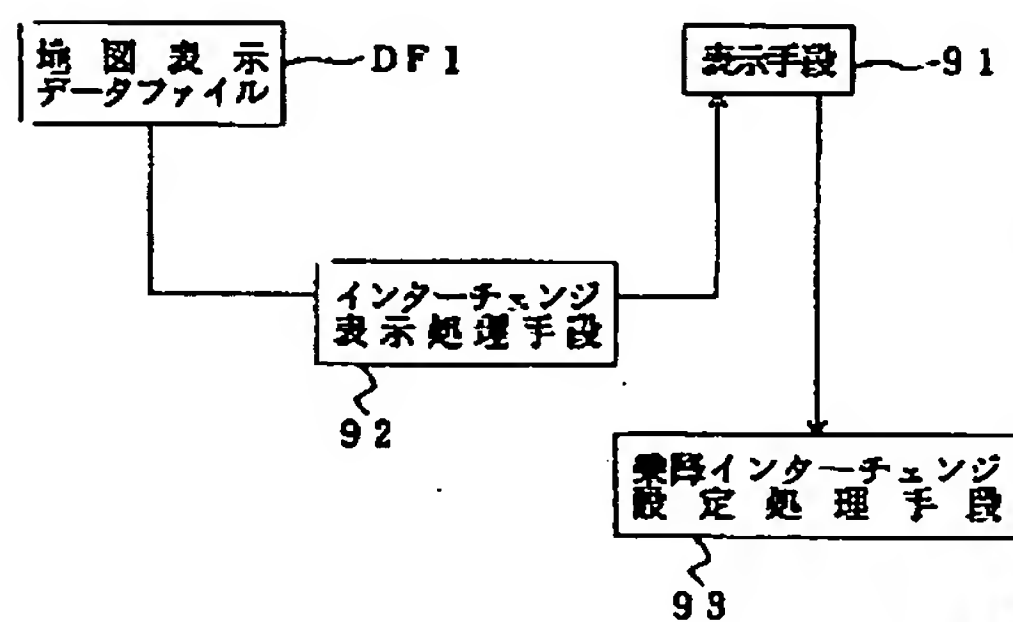 地図表示
データファイル
DF1
表示手段
91
インターチェンジ
表示処理手段
92
乗降インターチェンジ
設定処理手段
93